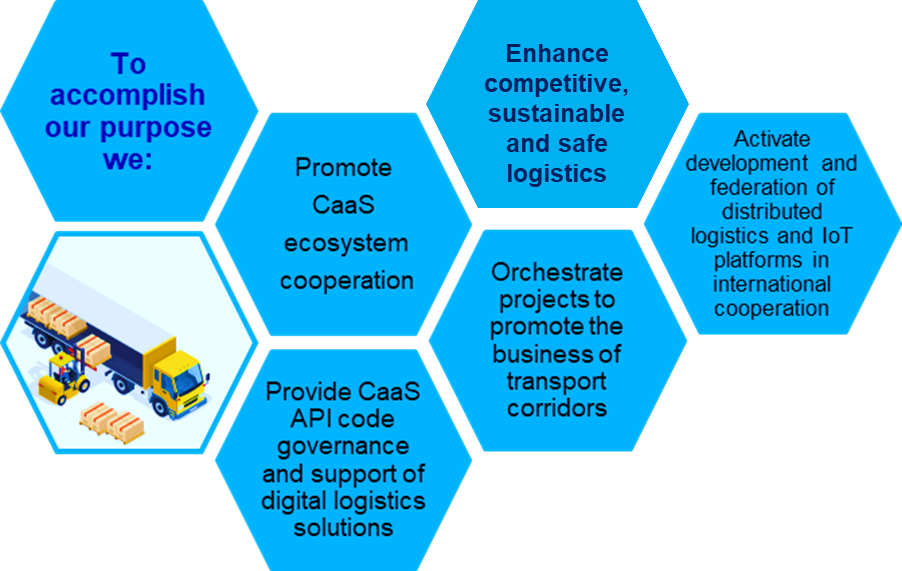 To
accomplish
our purpose
we:
Promote
CaaS
ecosystem
cooperation
Provide CaaS
API code
governance
and support of
digital logistics
solutions
Enhance
competitive,
sustainable
and safe
logistics
Orchestrate
projects to
promote the
business of
transport
corridors
Activate
development and
federation of
distributed
logistics and IoT
platforms in
international
cooperation